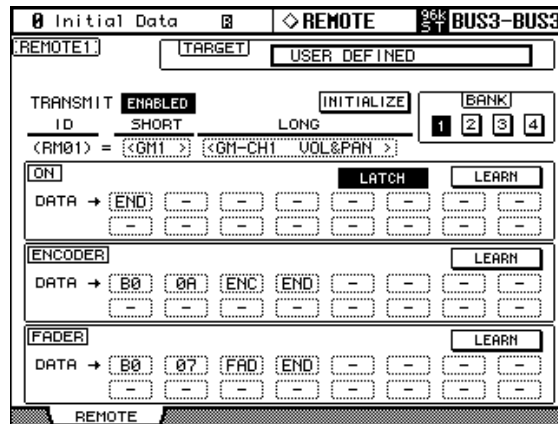 0 Initial Data R ◇REMOTE 96k ST BUS3-BUS3
REMOTE1 TARGET USER DEFINED
TRANSMIT ENABLED INITIALIZE BANK
ID SHORT LONG 1 2 3 4
(RM01) = <GM1 > <GM-CH1 VOL&PAN >
ON LATCH LEARN
DATA → END - - - - - - -
- - - - - - - -
ENCODER LEARN
DATA → B0 0A ENC END - - - -
- - - - - - - -
FADER LEARN
DATA → B0 07 FAD END - - - -
- - - - - - - -
REMOTE